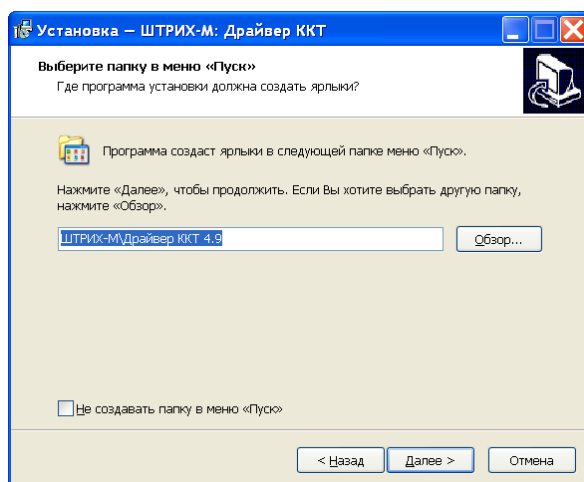 Установка — ШТРИХ-М: Драйвер ККТ
Выберите папку в меню «Пуск»
Где программа установки должна создать ярлыки?
Программа создаст ярлыки в следующей папке меню «Пуск».
Нажмите «Далее», чтобы продолжить. Если Вы хотите выбрать другую папку,
нажмите «Обзор».
ШТРИХ-М\Драйвер ККТ 4.9
Обзор...
Не создавать папку в меню «Пуск»
< Назад
Далее >
Отмена